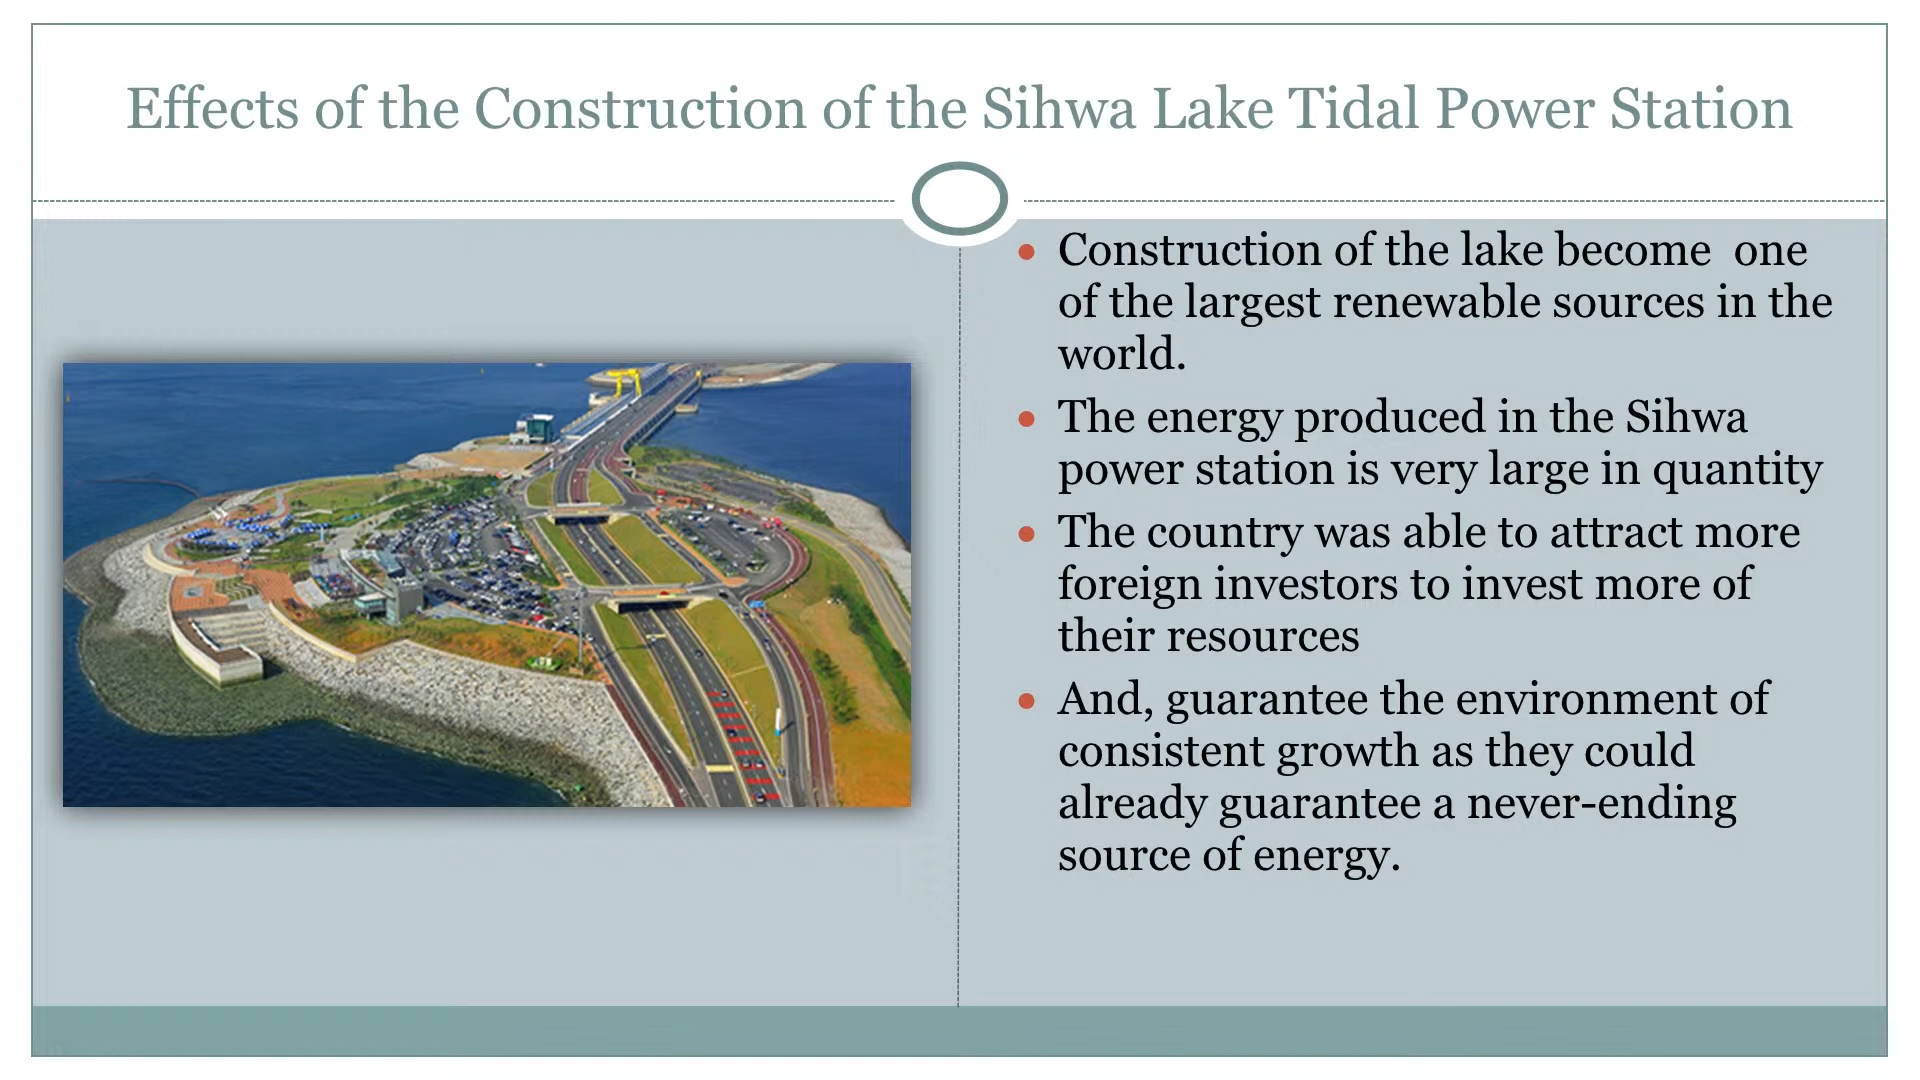 Effects of the Construction of the Sihwa Lake Tidal Power Station
• Construction of the lake become  one
of the largest renewable sources in the
world.
• The energy produced in the Sihwa
power station is very large in quantity
• The country was able to attract more
foreign investors to invest more of
their resources
• And, guarantee the environment of
consistent growth as they could
already guarantee a never-ending
source of energy.